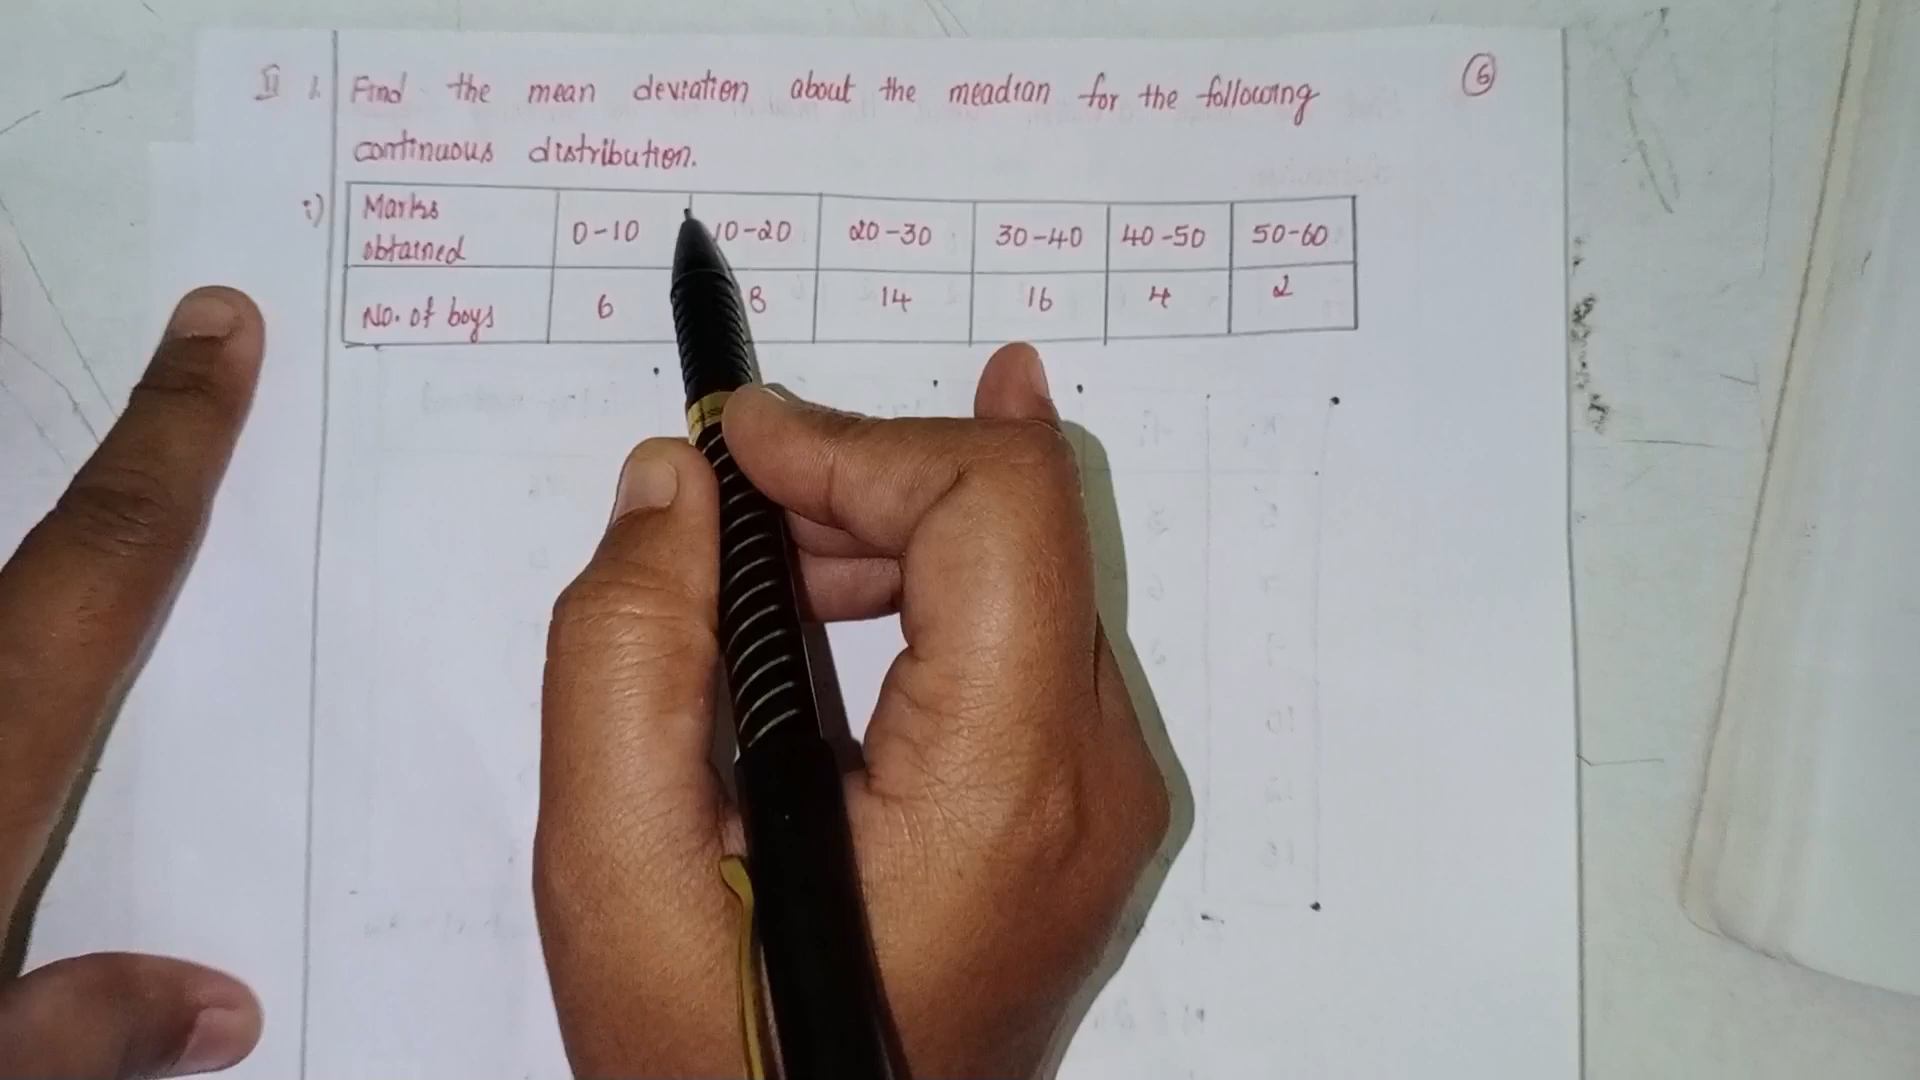 II 1. Find the mean deviation about the meadian for the following
6
continuous distribution.
i) Marks obtained 0-10 10-20 20-30 30-40 40-50 50-60
No. of boys 6 8 14 16 4 2